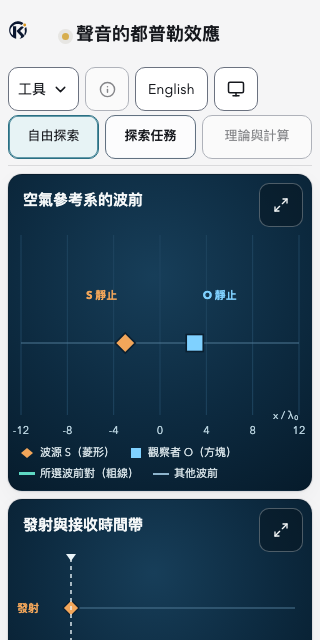 聲音的都普勒效應
工具
English
自由探索
探索任務
理論與計算
空氣參考系的波前
S 靜止
O 靜止
x / λ₀
-12 -8 -4 0 4 8 12
波源 S（菱形）
觀察者 O（方塊）
所選波前對（粗線）
其他波前
發射與接收時間帶
發射